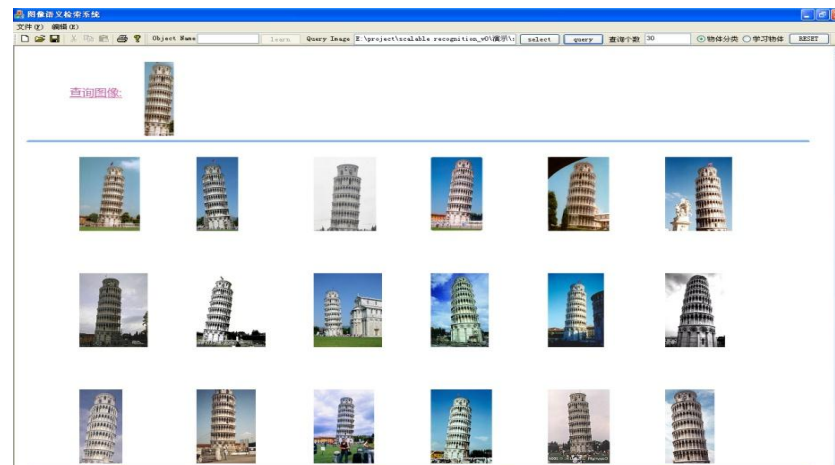 图像语义检索系统
文件(F) 编辑(E)
Object Name learn Query Image E:\project\scalable recognition_v0\演示\: select query 查询个数 30 物体分类 学习物体 RESET
查询图像: